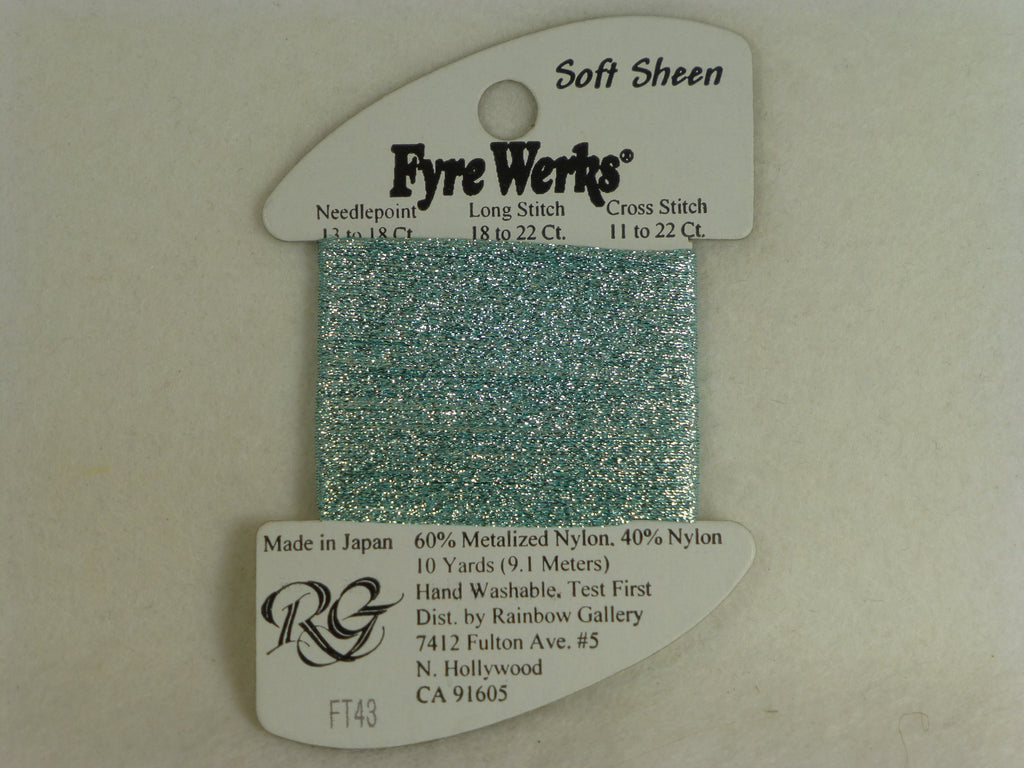 Soft Sheen
Fyre Werks®
Needlepoint Long Stitch Cross Stitch
13 to 18 Ct. 18 to 22 Ct. 11 to 22 Ct.
Made in Japan 60% Metalized Nylon, 40% Nylon
10 Yards (9.1 Meters)
Hand Washable, Test First
Dist. by Rainbow Gallery
7412 Fulton Ave. #5
N. Hollywood
CA 91605
RG
FT43